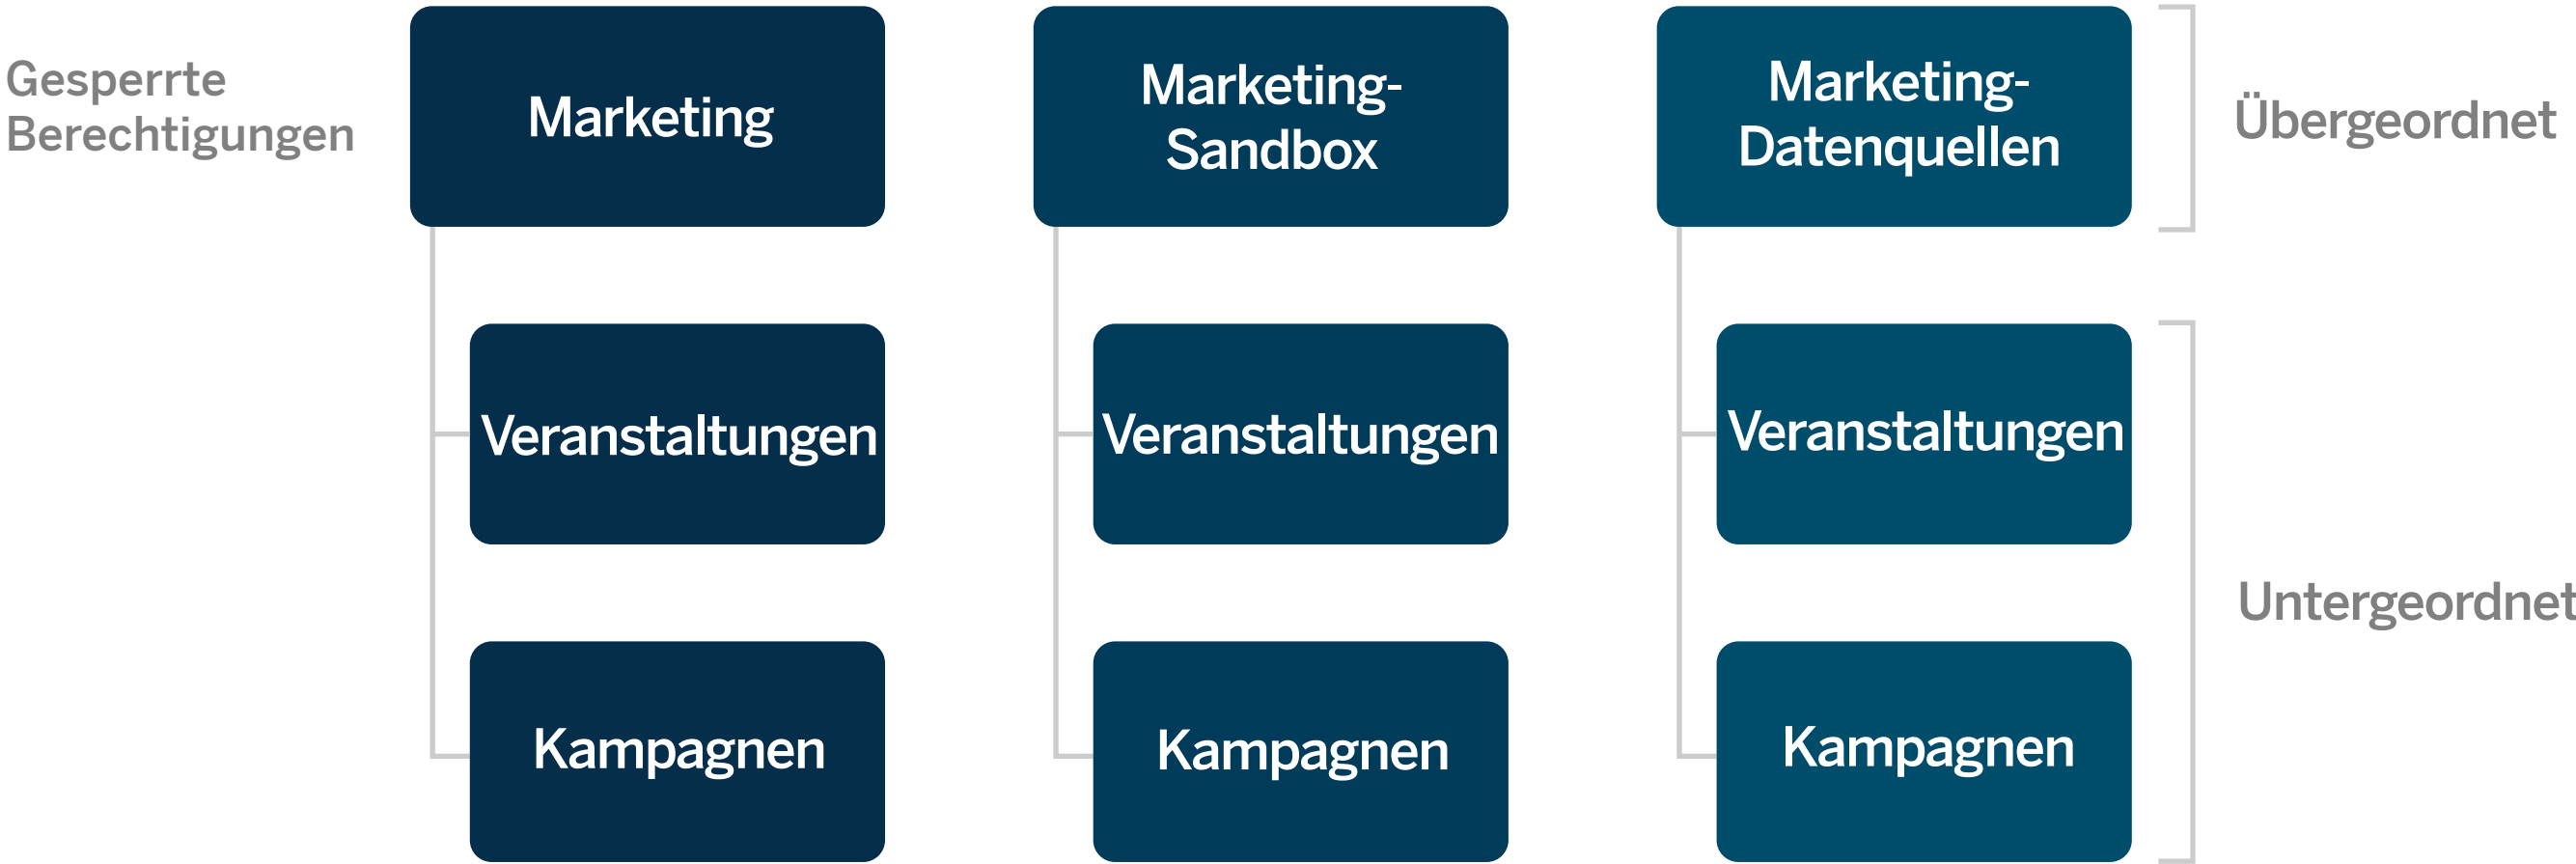 Gesperrte
Berechtigungen
Marketing
Marketing-
Sandbox
Marketing-
Datenquellen
Übergeordnet
Veranstaltungen
Veranstaltungen
Veranstaltungen
Untergeordnet
Kampagnen
Kampagnen
Kampagnen